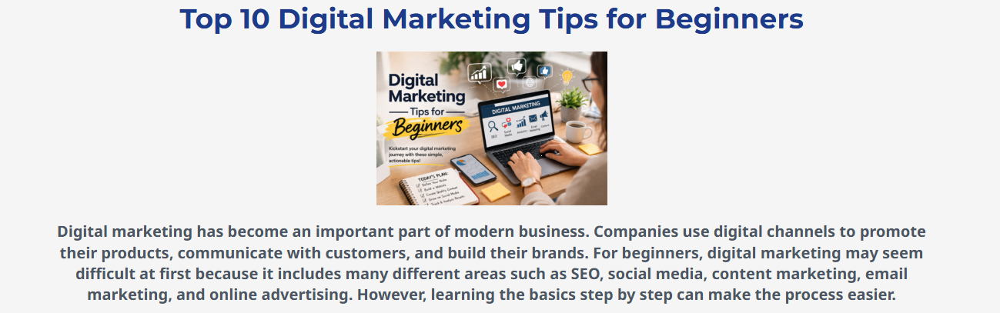 Top 10 Digital Marketing Tips for Beginners
Digital
Marketing
Tips for
Beginners
Kickstart your digital marketing
journey with these simple,
actionable tips!
DIGITAL MARKETING
SEO
Social
Media
Analytics
Email
Marketing
Content
TODAY'S PLAN:
Define Your Niche
Build a Website
Create Quality Content
Grow on Social Media
Track & Analyze Results
Digital marketing has become an important part of modern business. Companies use digital channels to promote
their products, communicate with customers, and build their brands. For beginners, digital marketing may seem
difficult at first because it includes many different areas such as SEO, social media, content marketing, email
marketing, and online advertising. However, learning the basics step by step can make the process easier.